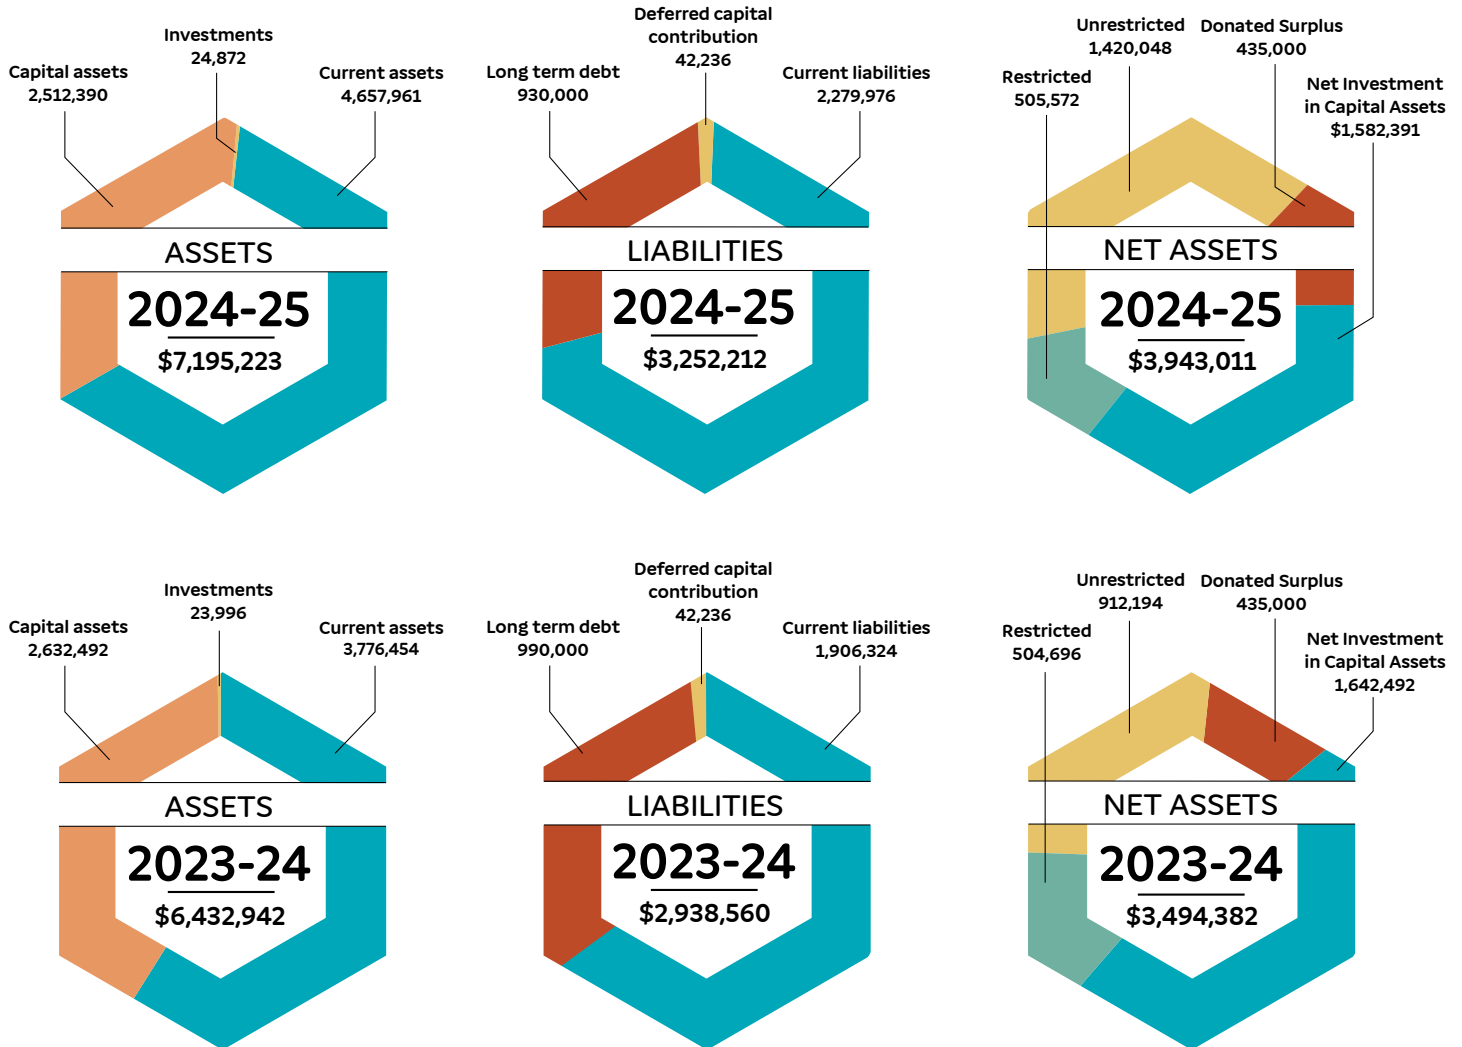 Investments
24,872
Capital assets
2,512,390
Current assets
4,657,961
ASSETS
2024-25
$7,195,223
Deferred capital
contribution
42,236
Long term debt
930,000
Current liabilities
2,279,976
LIABILITIES
2024-25
$3,252,212
Unrestricted
1,420,048
Donated Surplus
435,000
Restricted
505,572
Net Investment
in Capital Assets
$1,582,391
NET ASSETS
2024-25
$3,943,011
Investments
23,996
Capital assets
2,632,492
Current assets
3,776,454
ASSETS
2023-24
$6,432,942
Deferred capital
contribution
42,236
Long term debt
990,000
Current liabilities
1,906,324
LIABILITIES
2023-24
$2,938,560
Unrestricted
912,194
Donated Surplus
435,000
Restricted
504,696
Net Investment
in Capital Assets
1,642,492
NET ASSETS
2023-24
$3,494,382